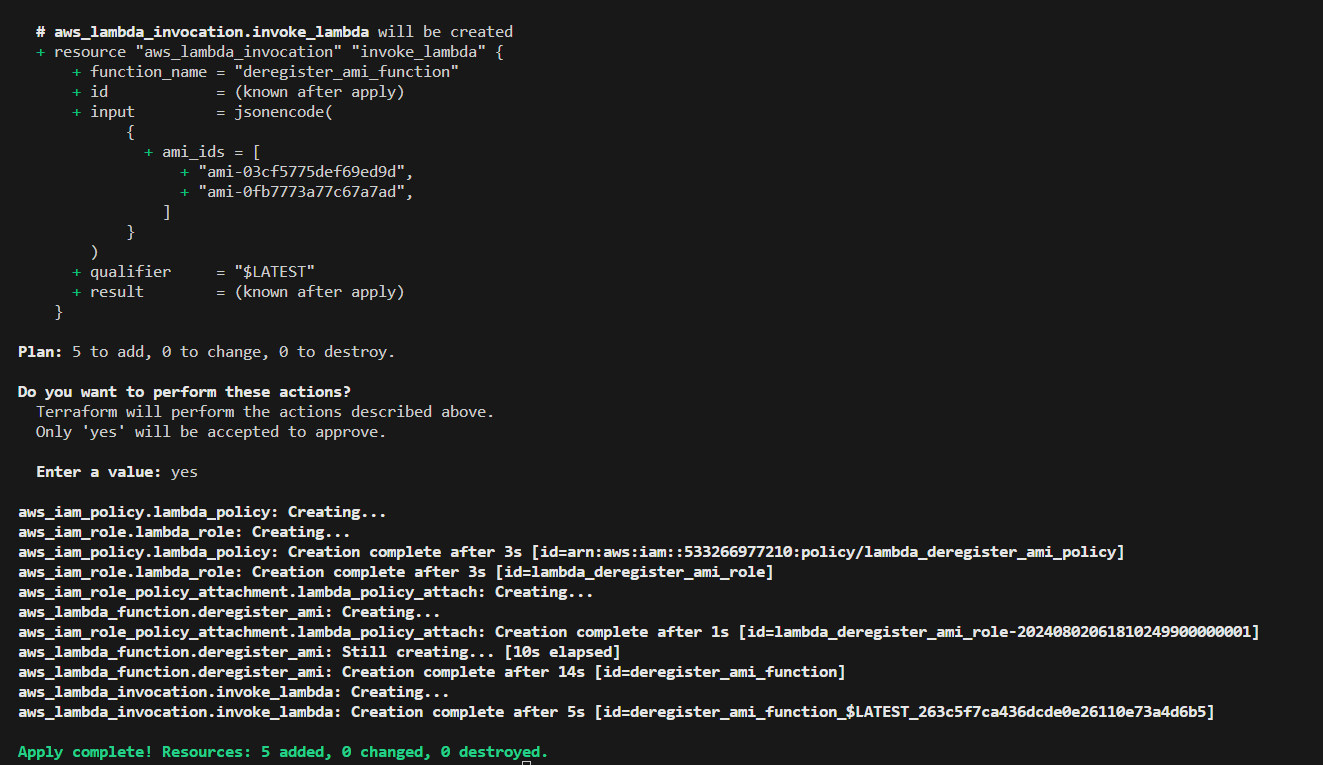 # aws_lambda_invocation.invoke_lambda will be created
+ resource "aws_lambda_invocation" "invoke_lambda" {
+ function_name = "deregister_ami_function"
+ id = (known after apply)
+ input = jsonencode(
{
+ ami_ids = [
+ "ami-03cf5775def69ed9d",
+ "ami-0fb7773a77c67a7ad",
]
}
)
+ qualifier = "$LATEST"
+ result = (known after apply)
}
Plan: 5 to add, 0 to change, 0 to destroy.
Do you want to perform these actions?
Terraform will perform the actions described above.
Only 'yes' will be accepted to approve.
Enter a value: yes
aws_iam_policy.lambda_policy: Creating...
aws_iam_role.lambda_role: Creating...
aws_iam_policy.lambda_policy: Creation complete after 3s [id=arn:aws:iam::533266977210:policy/lambda_deregister_ami_policy]
aws_iam_role.lambda_role: Creation complete after 3s [id=lambda_deregister_ami_role]
aws_iam_role_policy_attachment.lambda_policy_attach: Creating...
aws_lambda_function.deregister_ami: Creating...
aws_iam_role_policy_attachment.lambda_policy_attach: Creation complete after 1s [id=lambda_deregister_ami_role-20240802061810249900000001]
aws_lambda_function.deregister_ami: Still creating... [10s elapsed]
aws_lambda_function.deregister_ami: Creation complete after 14s [id=deregister_ami_function]
aws_lambda_invocation.invoke_lambda: Creating...
aws_lambda_invocation.invoke_lambda: Creation complete after 5s [id=deregister_ami_function_$LATEST_263c5f7ca436dcde0e26110e73a4d6b5]
Apply complete! Resources: 5 added, 0 changed, 0 destroyed.